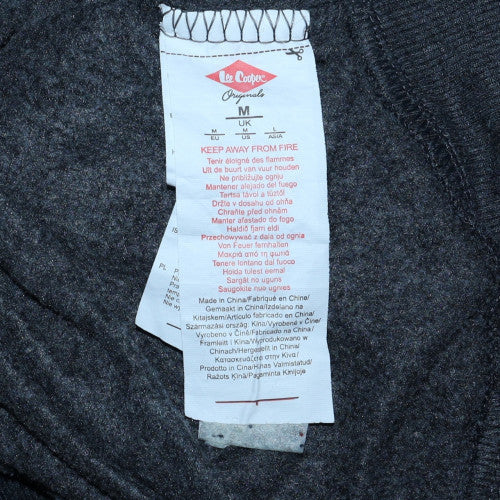 Lee Cooper
Originals
M
UK
M M L
EU US ASIA
KEEP AWAY FROM FIRE
Tenir éloigné des flammes
Uit de buurt van vuur houden
Ne približujte ognju
Mantener alejado del fuego
Tartsa távol a tűztől
Držte v dosahu od ohňa
Chraňte před ohněm
Manter afastado do fogo
Haldið fjarri eldi
Przechowywać z dala od ognia
Von Feuer fernhalten
Μακριά από τη φωτιά
Tenere lontano dal fuoco
Hoida tulest eemal
Sargāt no uguns
Saugokite nuo ugnies
Made in China/Fabriqué en Chine/
Gemaakt in China/Izdelano na
Kitajskem/Artículo fabricado en China/
Származási ország: Kína/Vyrobené v
Číne/Vyrobeno v Číně/Fabricado en China/
Framleitt í Kína/Wyprodukowano w
Chinach/Hergestellt in China/
Κατασκευάζεται στην Κίνα/
Prodotto in Cina/Hiinas Valmistatud/
Ražots Ķīnā/Pagaminta Kinijoje